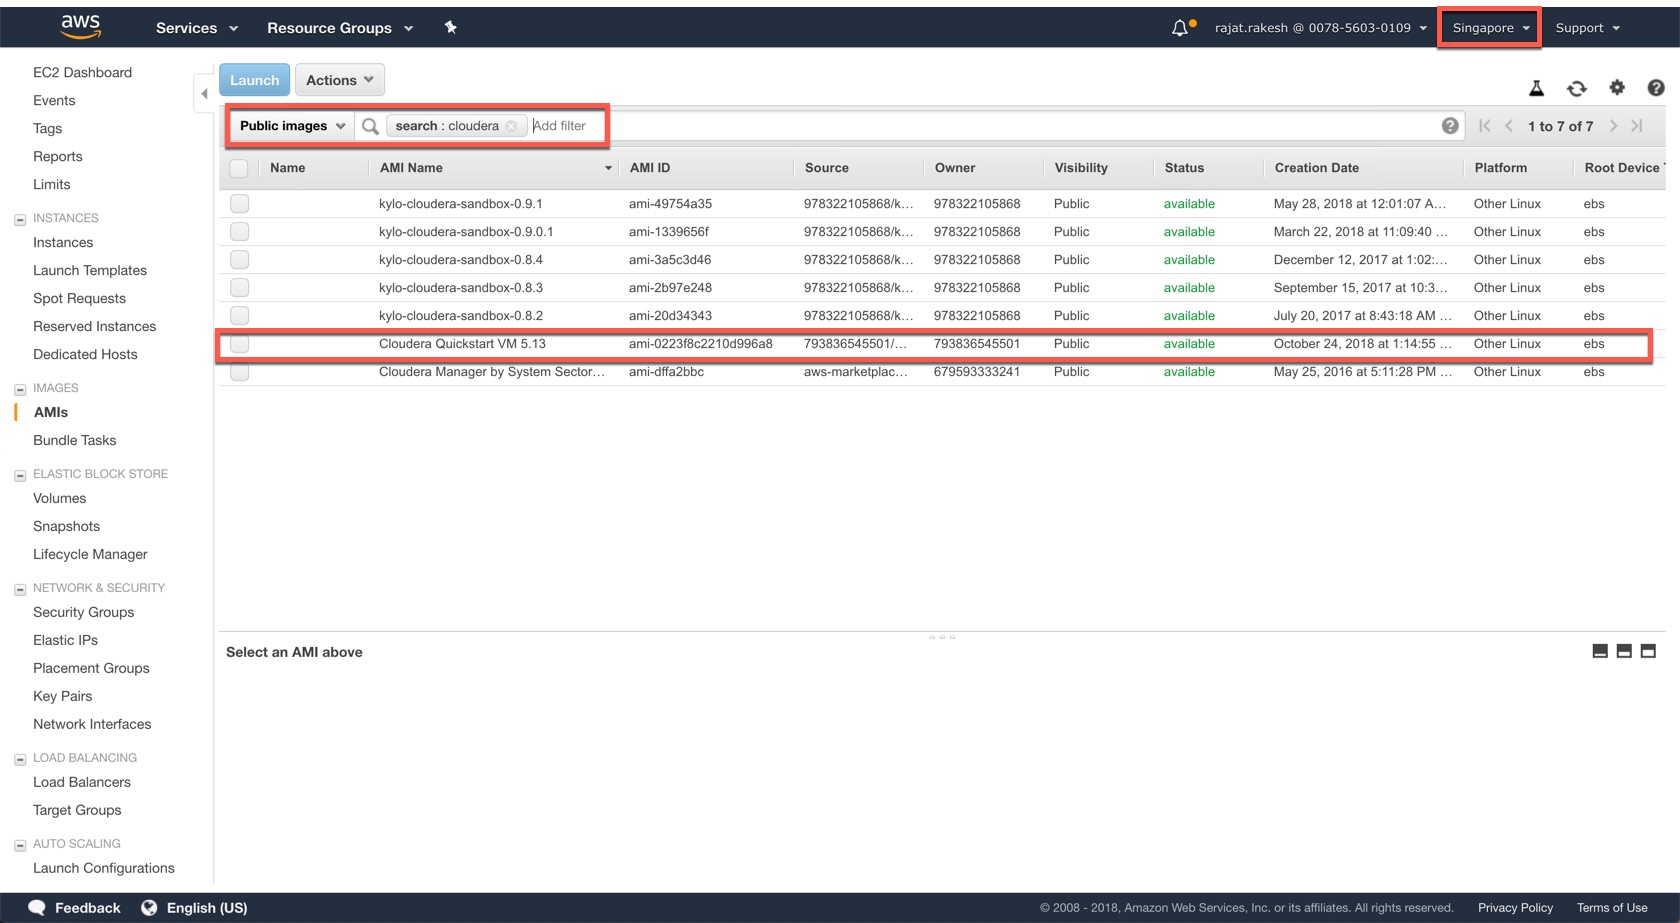 aws Services Resource Groups rajat.rakesh @ 0078-5603-0109 Singapore Support
EC2 Dashboard
Events
Tags
Reports
Limits
INSTANCES
Instances
Launch Templates
Spot Requests
Reserved Instances
Dedicated Hosts
IMAGES
AMIs
Bundle Tasks
ELASTIC BLOCK STORE
Volumes
Snapshots
Lifecycle Manager
NETWORK & SECURITY
Security Groups
Elastic IPs
Placement Groups
Key Pairs
Network Interfaces
LOAD BALANCING
Load Balancers
Target Groups
AUTO SCALING
Launch Configurations
Launch Actions
Public images search : cloudera Add filter 1 to 7 of 7
Name AMI Name AMI ID Source Owner Visibility Status Creation Date Platform Root Device
kylo-cloudera-sandbox-0.9.1 ami-49754a35 978322105868/k... 978322105868 Public available May 28, 2018 at 12:01:07 A... Other Linux ebs
kylo-cloudera-sandbox-0.9.0.1 ami-1339656f 978322105868/k... 978322105868 Public available March 22, 2018 at 11:09:40 ... Other Linux ebs
kylo-cloudera-sandbox-0.8.4 ami-3a5c3d46 978322105868/k... 978322105868 Public available December 12, 2017 at 1:02:... Other Linux ebs
kylo-cloudera-sandbox-0.8.3 ami-2b97e248 978322105868/k... 978322105868 Public available September 15, 2017 at 10:3... Other Linux ebs
kylo-cloudera-sandbox-0.8.2 ami-20d34343 978322105868/k... 978322105868 Public available July 20, 2017 at 8:43:18 AM ... Other Linux ebs
Cloudera Quickstart VM 5.13 ami-0223f8c2210d996a8 793836545501/... 793836545501 Public available October 24, 2018 at 1:14:55 ... Other Linux ebs
Cloudera Manager by System Sector... ami-dffa2bbc aws-marketplac... 679593333241 Public available May 25, 2016 at 5:11:28 PM ... Other Linux ebs
Select an AMI above
Feedback English (US) © 2008 - 2018, Amazon Web Services, Inc. or its affiliates. All rights reserved. Privacy Policy Terms of Use